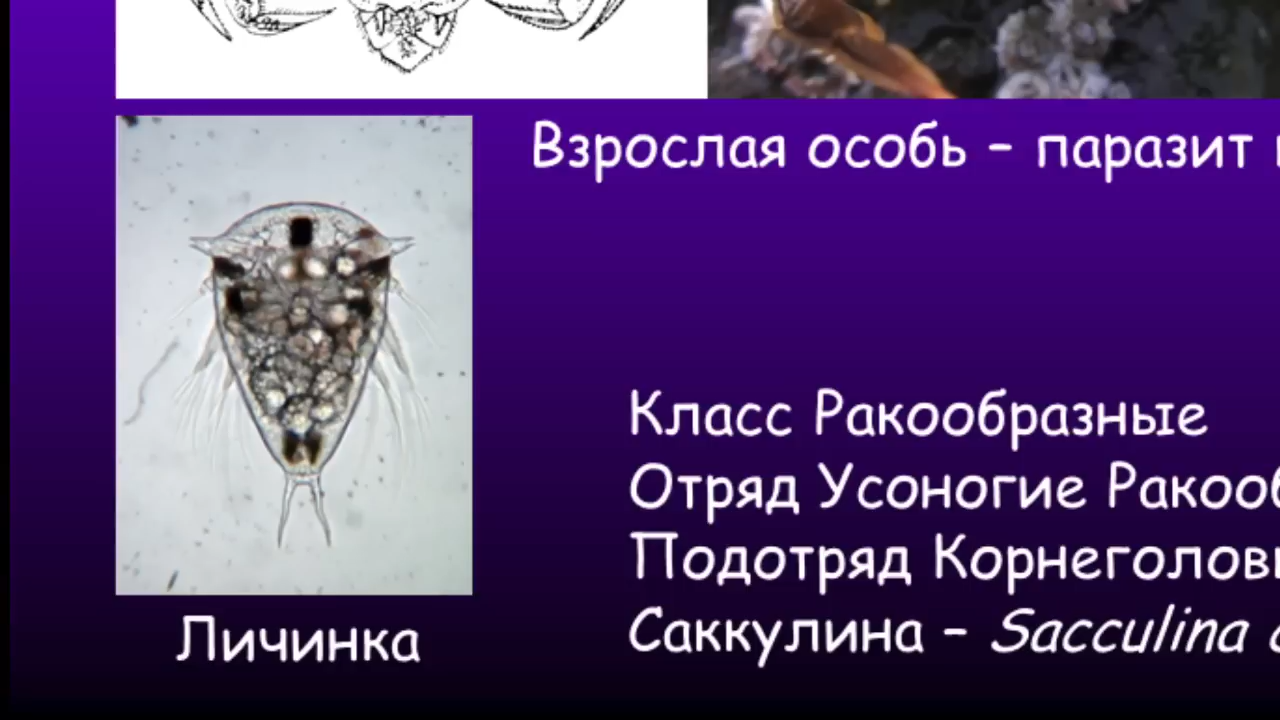 Взрослая особь – паразит
Класс Ракообразные
Отряд Усоногие
Подотряд
Саккулина – Sacculina
Личинка